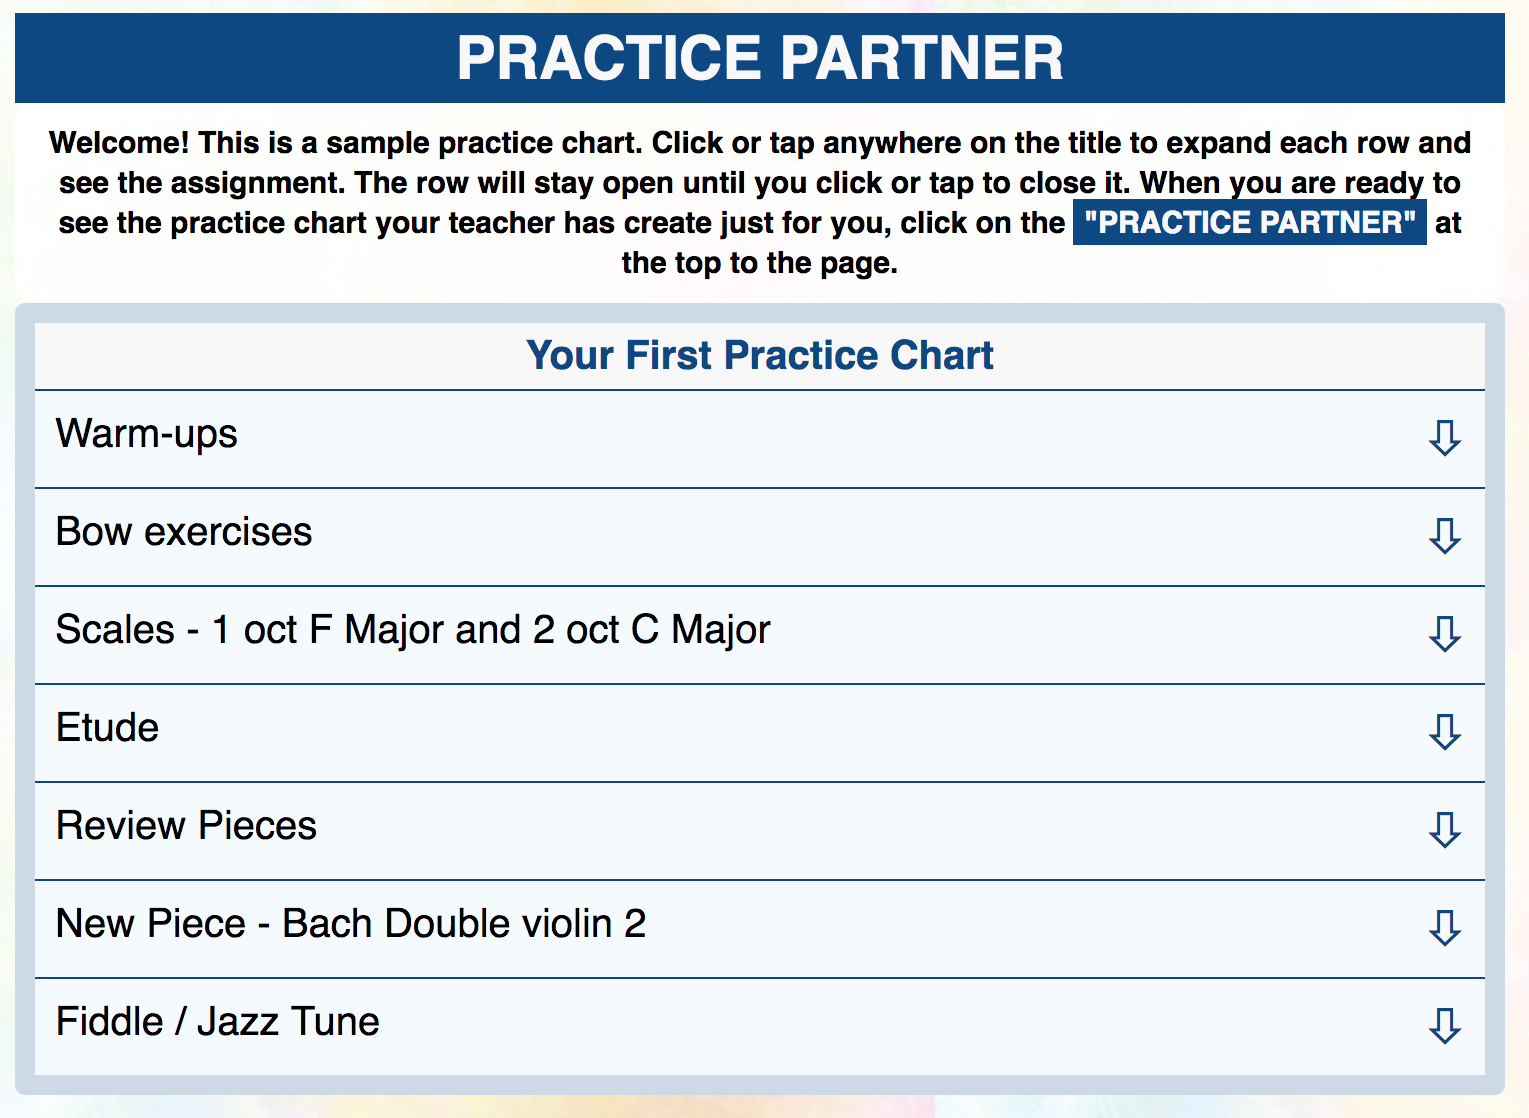 PRACTICE PARTNER
Welcome! This is a sample practice chart. Click or tap anywhere on the title to expand each row and
see the assignment. The row will stay open until you click or tap to close it. When you are ready to
see the practice chart your teacher has create just for you, click on the "PRACTICE PARTNER" at
the top to the page.
Your First Practice Chart
Warm-ups
Bow exercises
Scales - 1 oct F Major and 2 oct C Major
Etude
Review Pieces
New Piece - Bach Double violin 2
Fiddle / Jazz Tune